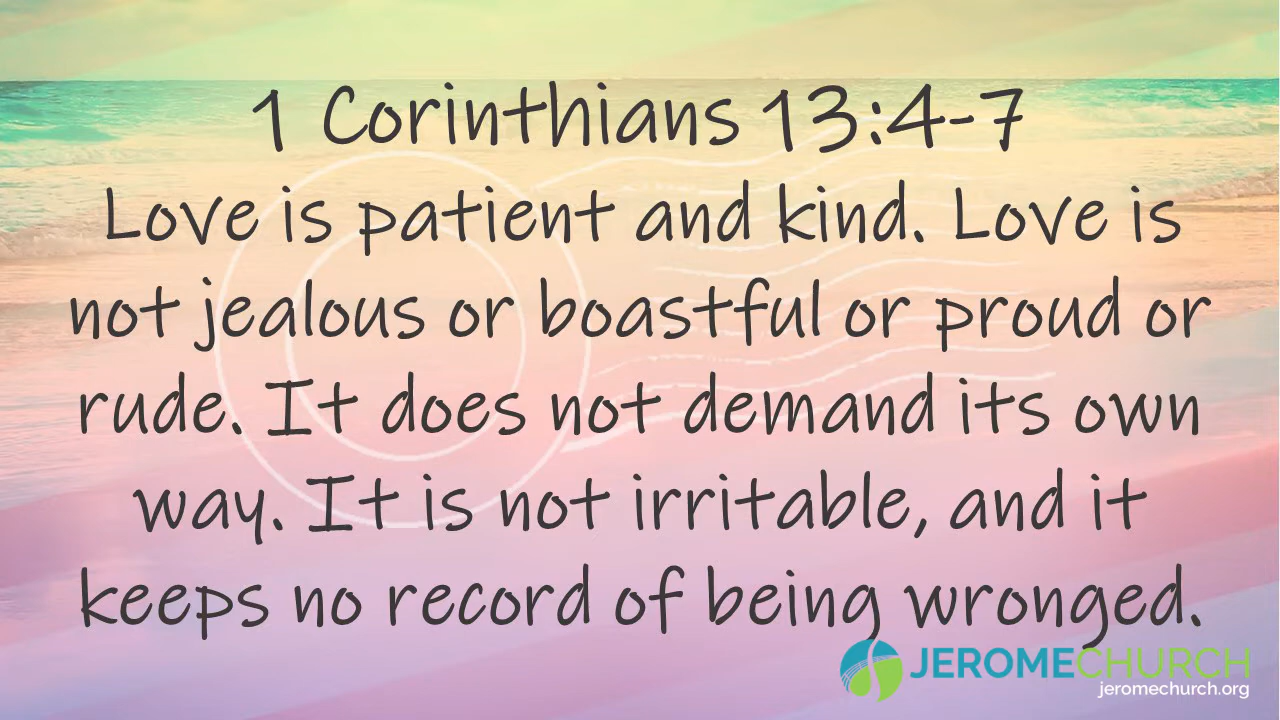 1 Corinthians 13:4-7
Love is patient and kind. Love is
not jealous or boastful or proud or
rude. It does not demand its own
way. It is not irritable, and it
keeps no record of being wronged.
JEROMECHURCH
jeromechurch.org